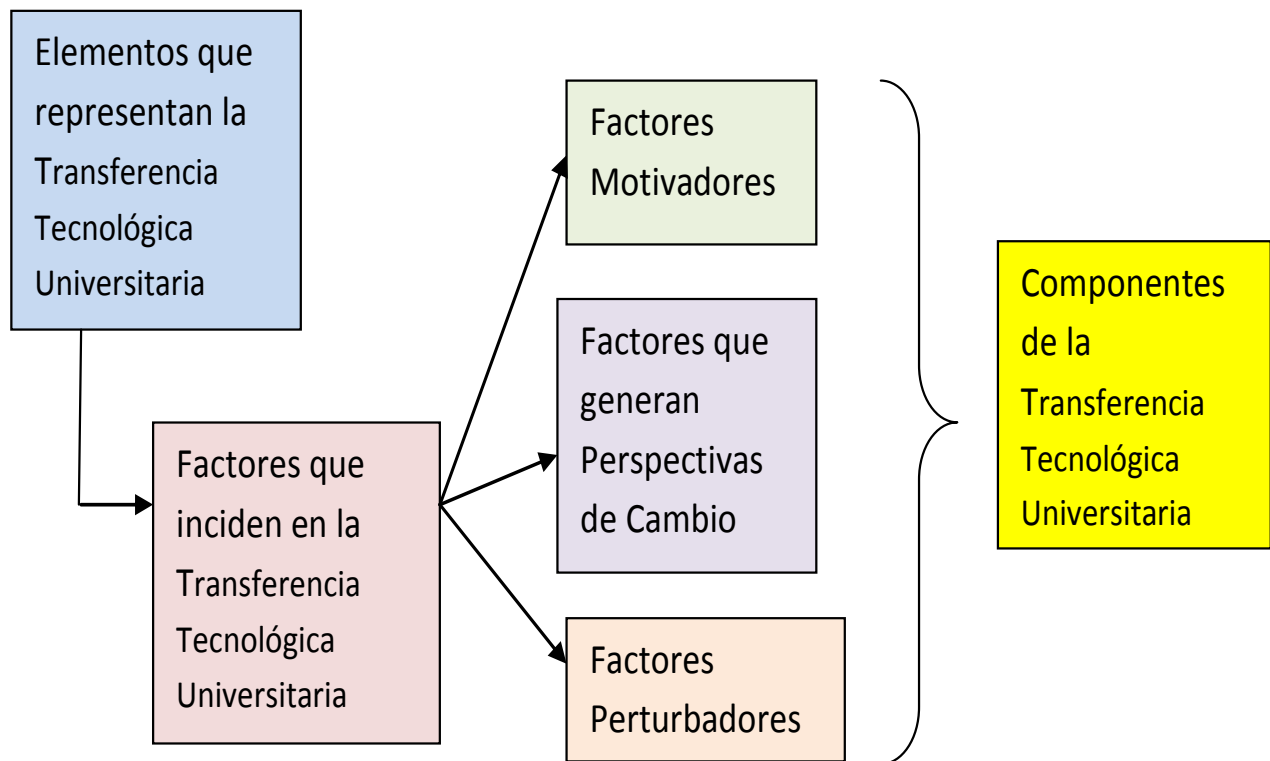 Elementos que
representan la
Transferencia
Tecnológica
Universitaria
Factores que
inciden en la
Transferencia
Tecnológica
Universitaria
Factores
Motivadores
Factores que
generan
Perspectivas
de Cambio
Factores
Perturbadores
Componentes
de la
Transferencia
Tecnológica
Universitaria